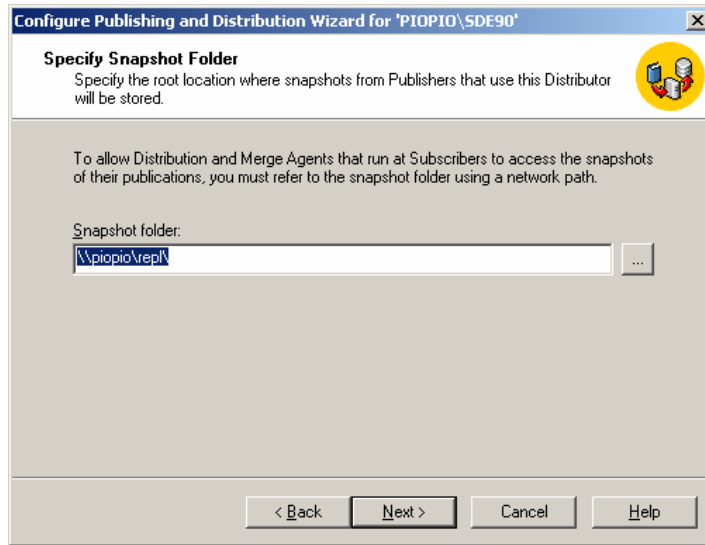 Configure Publishing and Distribution Wizard for 'PIOPIO\SDE90'
Specify Snapshot Folder
Specify the root location where snapshots from Publishers that use this Distributor
will be stored.
To allow Distribution and Merge Agents that run at Subscribers to access the snapshots
of their publications, you must refer to the snapshot folder using a network path.
Snapshot folder:
\\piopio\repl\
...
< Back Next > Cancel Help